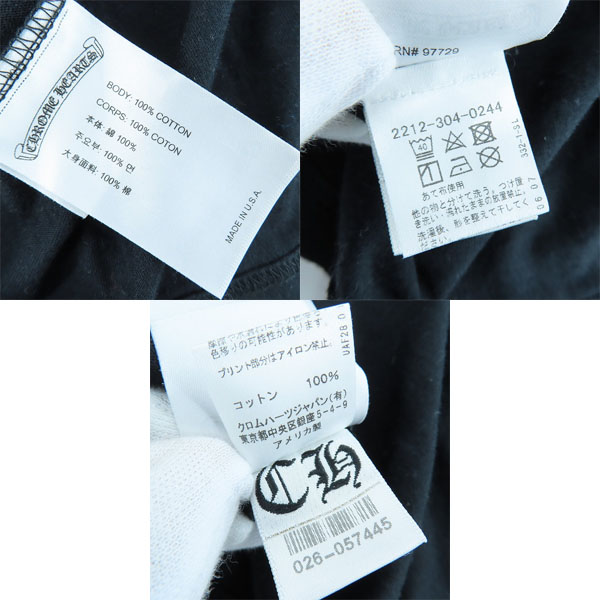 CHROME HEARTS
BODY: 100% COTTON
CORPS: 100% COTON
本体: 綿 100%
주오부: 100% 면
大身面料: 100% 棉
MADE IN U.S.A.
RN# 97729
2212-304-0244
40
332-1-SL
あて布使用
他の物と分けて洗う。つけ置
き洗い・濡れたままの放置禁止。
洗濯後、形を整えて干してく
06 07
色移りの可能性があります。
プリント部分はアイロン禁止。
コットン 100%
クロムハーツジャパン(有)
東京都中央区銀座5-4-9
アメリカ製
UAF2B 0
CH
026-057445